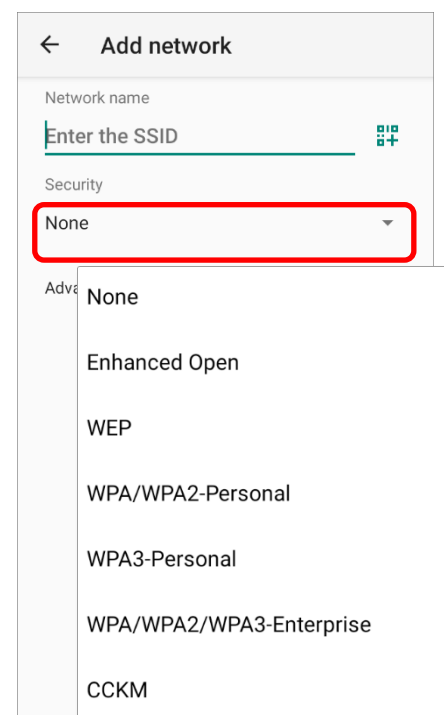 Add network
Network name
Enter the SSID
Security
None
Adva
None
Enhanced Open
WEP
WPA/WPA2-Personal
WPA3-Personal
WPA/WPA2/WPA3-Enterprise
CCKM